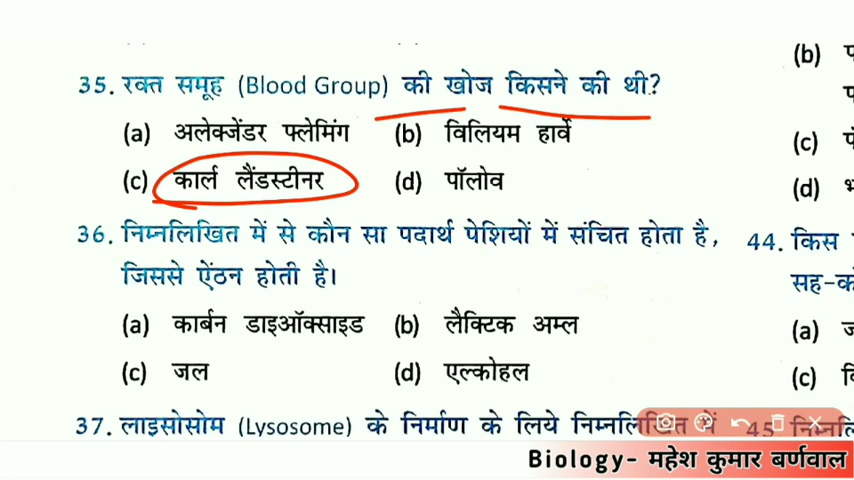 35. रक्त समूह (Blood Group) की खोज किसने की थी?
(a) अलेक्जेंडर फ्लेमिंग (b) विलियम हार्वे
(c) कार्ल लैंडस्टीनर (d) पॉलोव
36. निम्नलिखित में से कौन सा पदार्थ पेशियों में संचित होता है,
जिससे ऐंठन होती है।
(a) कार्बन डाइऑक्साइड (b) लैक्टिक अम्ल
(c) जल (d) एल्कोहल
37. लाइसोसोम (Lysosome) के निर्माण के लिये निम्नलिखित में
(b)
(c)
(d)
44. किस
(a)
(c)
45.
Biology- महेश कुमार बर्णवाल